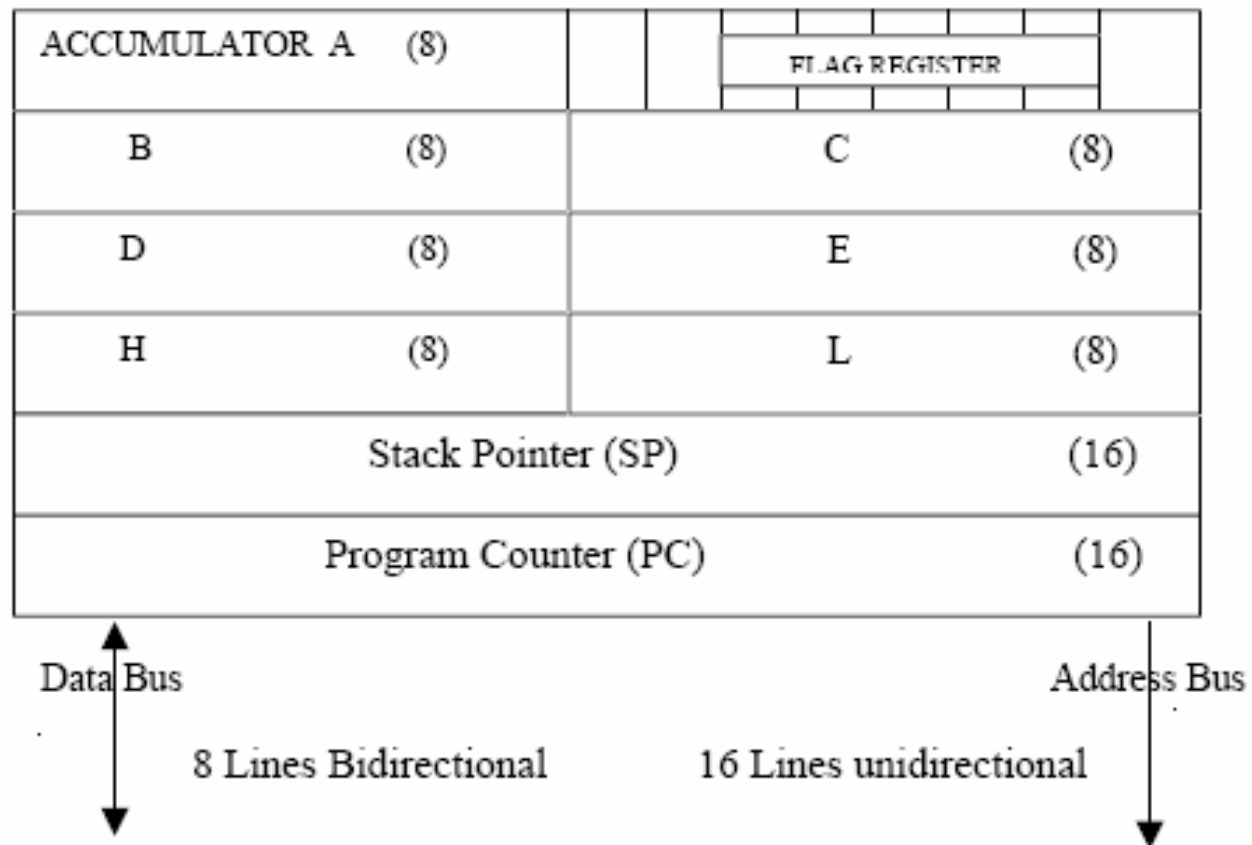 ACCUMULATOR A (8)
FLAG REGISTER
B (8) C (8)
D (8) E (8)
H (8) L (8)
Stack Pointer (SP) (16)
Program Counter (PC) (16)
Data Bus Address Bus
8 Lines Bidirectional 16 Lines unidirectional